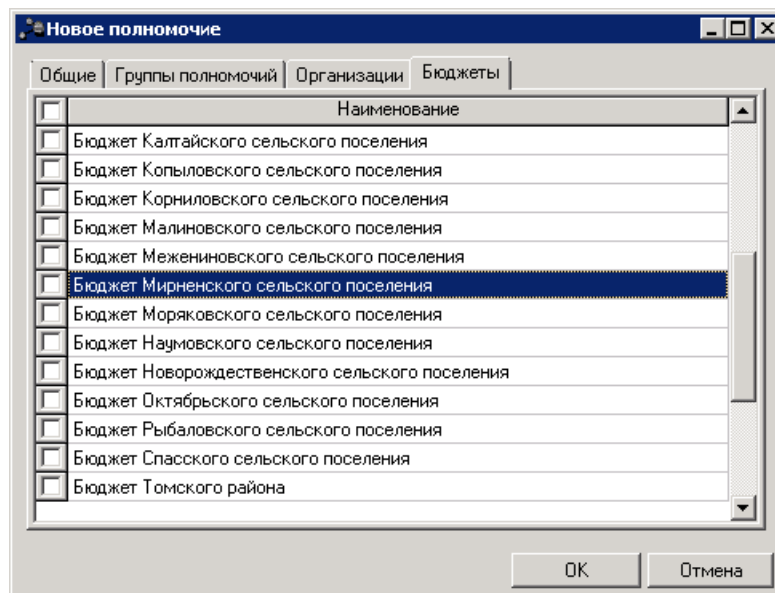 Новое полномочие
Общие Группы полномочий Организации Бюджеты
Наименование
Бюджет Калтайского сельского поселения
Бюджет Копыловского сельского поселения
Бюджет Корниловского сельского поселения
Бюджет Малиновского сельского поселения
Бюджет Межениновского сельского поселения
Бюджет Мирненского сельского поселения
Бюджет Моряковского сельского поселения
Бюджет Наумовского сельского поселения
Бюджет Новорождественского сельского поселения
Бюджет Октябрьского сельского поселения
Бюджет Рыбаловского сельского поселения
Бюджет Спасского сельского поселения
Бюджет Томского района
OK Отмена